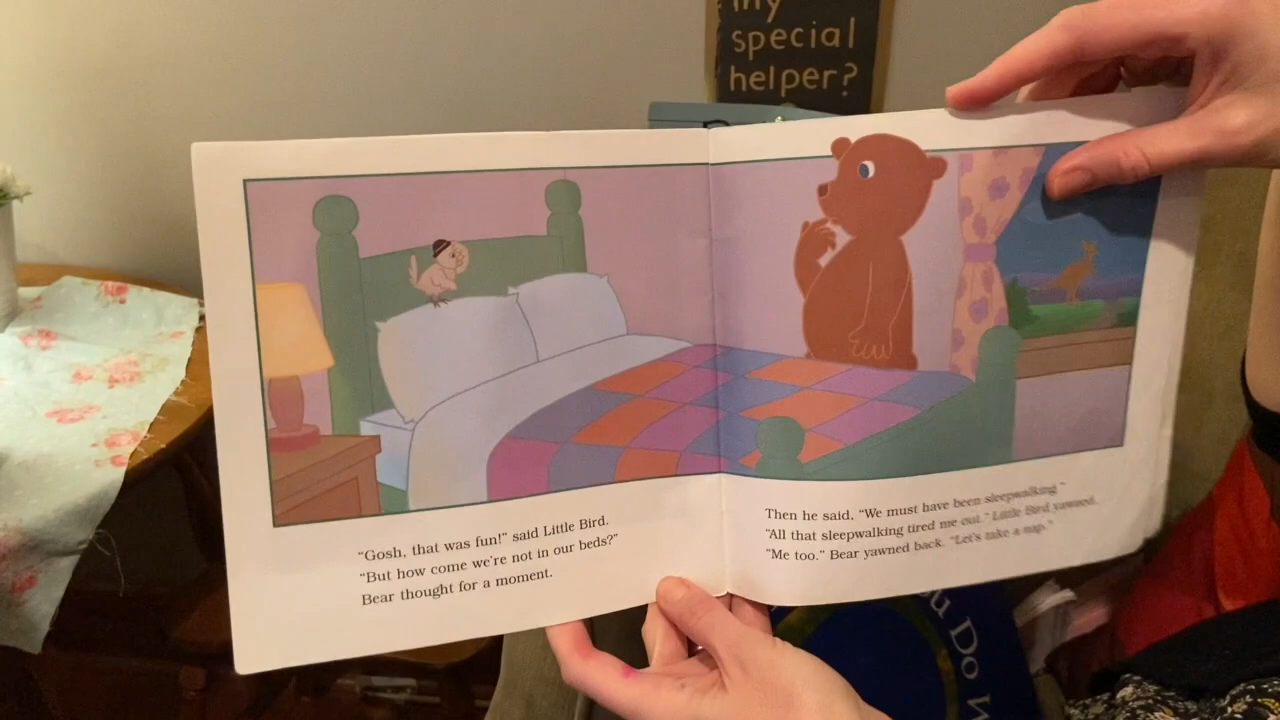 my
special
helper?
"Gosh, that was fun!" said Little Bird.
"But how come we're not in our beds?"
Bear thought for a moment.
Then he said, "We must have been sleepwalking."
"All that sleepwalking tired me out." Little Bird yawned.
"Me too." Bear yawned back. "Let's take a nap."
ou Do W